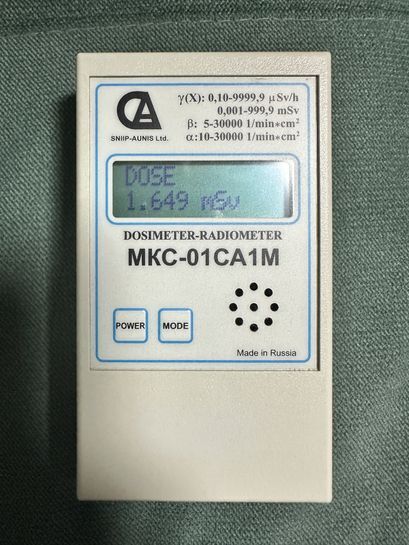 CA
γ(X): 0,10-9999,9 μSv/h
0,001-999,9 mSv
SNIIP-AUNIS Ltd.
β: 5-30000 1/min*cm²
α:10-30000 1/min*cm²
DOSE
1.649 mSv
DOSIMETER-RADIOMETER
MKC-01CA1M
POWER MODE
Made in Russia